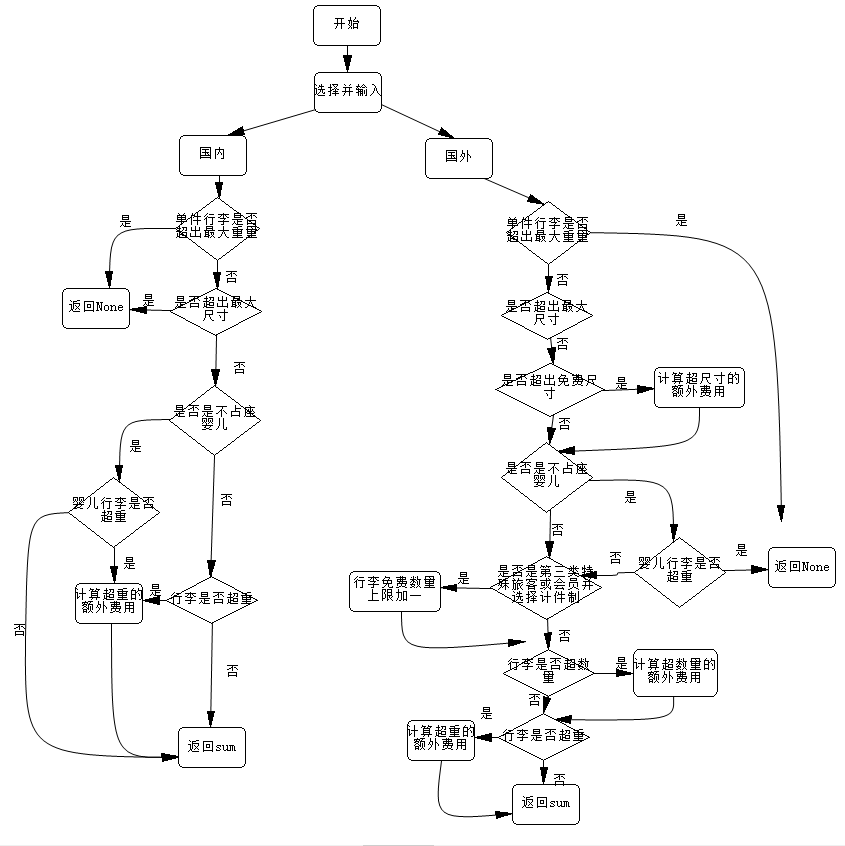 开始
选择并输入
国内
国外
单件行李是否
超出最大重量
是
否
返回None
是
是否超出最大
尺寸
否
是否是不占座
婴儿
是
否
婴儿行李是否
超重
是
否
计算超重的
额外费用
是
行李是否超重
否
返回sum
单件行李是否
超出最大重量
是
否
是否超出最大
尺寸
否
是否超出免费尺
寸
是
计算超尺寸的
额外费用
否
是否是不占座
婴儿
是
否
婴儿行李是否
超重
否
是
返回None
是否是第三类特
殊旅客或会员并
选择计件制
是
行李免费数量
上限加一
否
行李是否超数
量
是
计算超数量的
额外费用
否
行李是否超重
是
计算超重的
额外费用
否
返回sum